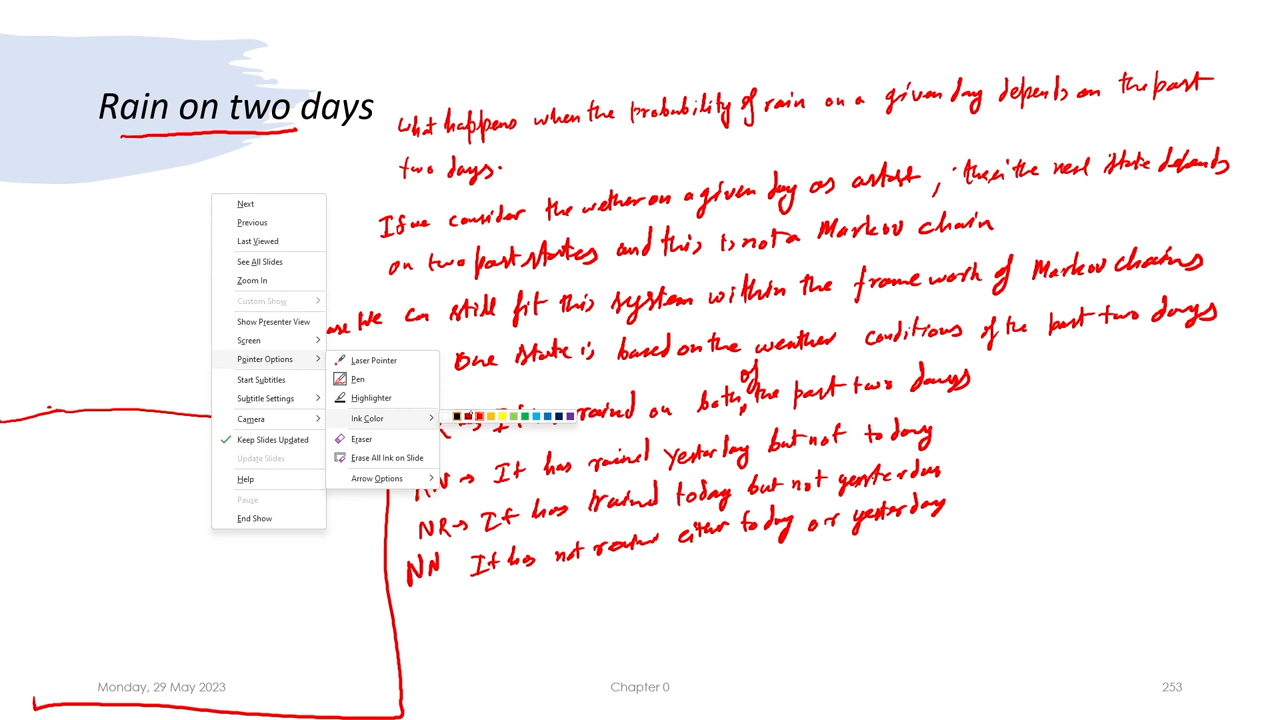 Rain on two days
What happens when the probability of rain on a given day depends on the past
two days.
If we consider the wether on a given day as astat, then the next state depends
on two past states and this is not a Markov chain
We can still fit this system within the frame work of Markov chains
One state is based on the weather conditions of the past two days
rained on both of the past two days
→ It has rained yesterday but not today
NR → It has trained today but not yesterday
NN It has not rained either today or yesterday
Next
Previous
Last Viewed
See All Slides
Zoom In
Custom Show
Show Presenter View
Screen
Pointer Options
Start Subtitles
Subtitle Settings
Camera
Keep Slides Updated
Update Slides
Help
Pause
End Show
Laser Pointer
Pen
Highlighter
Ink Color
Eraser
Erase All Ink on Slide
Arrow Options
Monday, 29 May 2023
Chapter 0
253